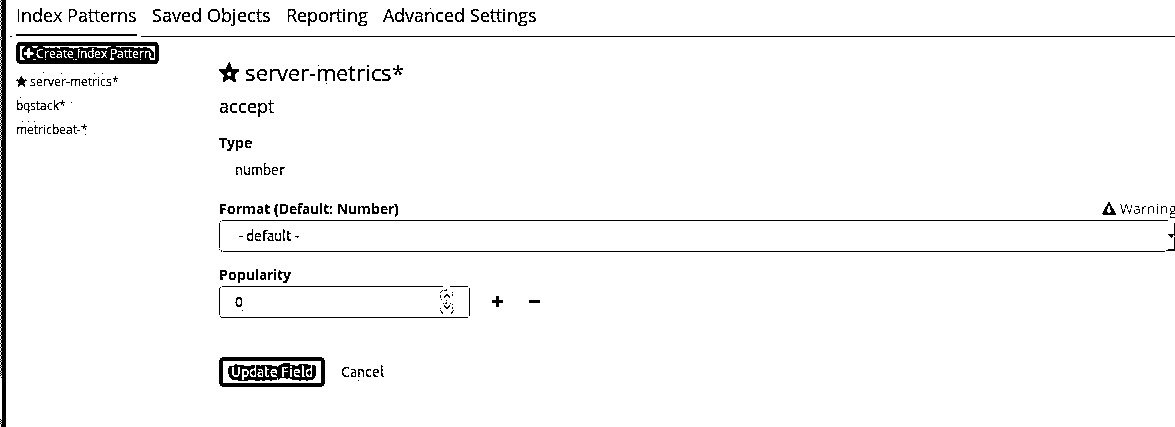 Index Patterns Saved Objects Reporting Advanced Settings
+ Create Index Pattern
★ server-metrics*
bqstack*
metricbeat-*
★ server-metrics*
accept
Type
number
Format (Default: Number) Warning
- default -
Popularity
0 + −
Update Field Cancel